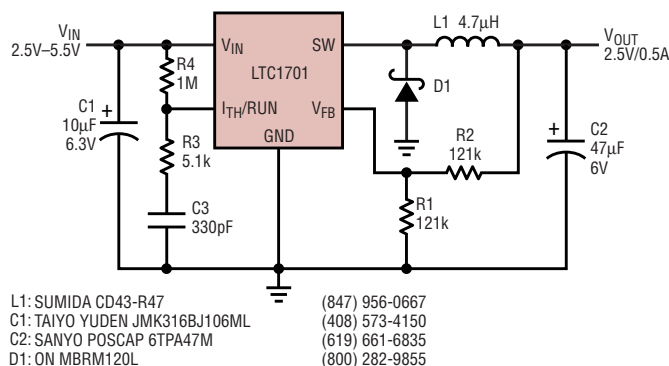 VIN
2.5V–5.5V
C1
10µF
6.3V
+
R4
1M
R3
5.1k
C3
330pF
VIN
SW
LTC1701
ITH/RUN
VFB
GND
L1 4.7µH
D1
R2
121k
R1
121k
VOUT
2.5V/0.5A
+
C2
47µF
6V
L1: SUMIDA CD43-R47 (847) 956-0667
C1: TAIYO YUDEN JMK316BJ106ML (408) 573-4150
C2: SANYO POSCAP 6TPA47M (619) 661-6835
D1: ON MBRM120L (800) 282-9855